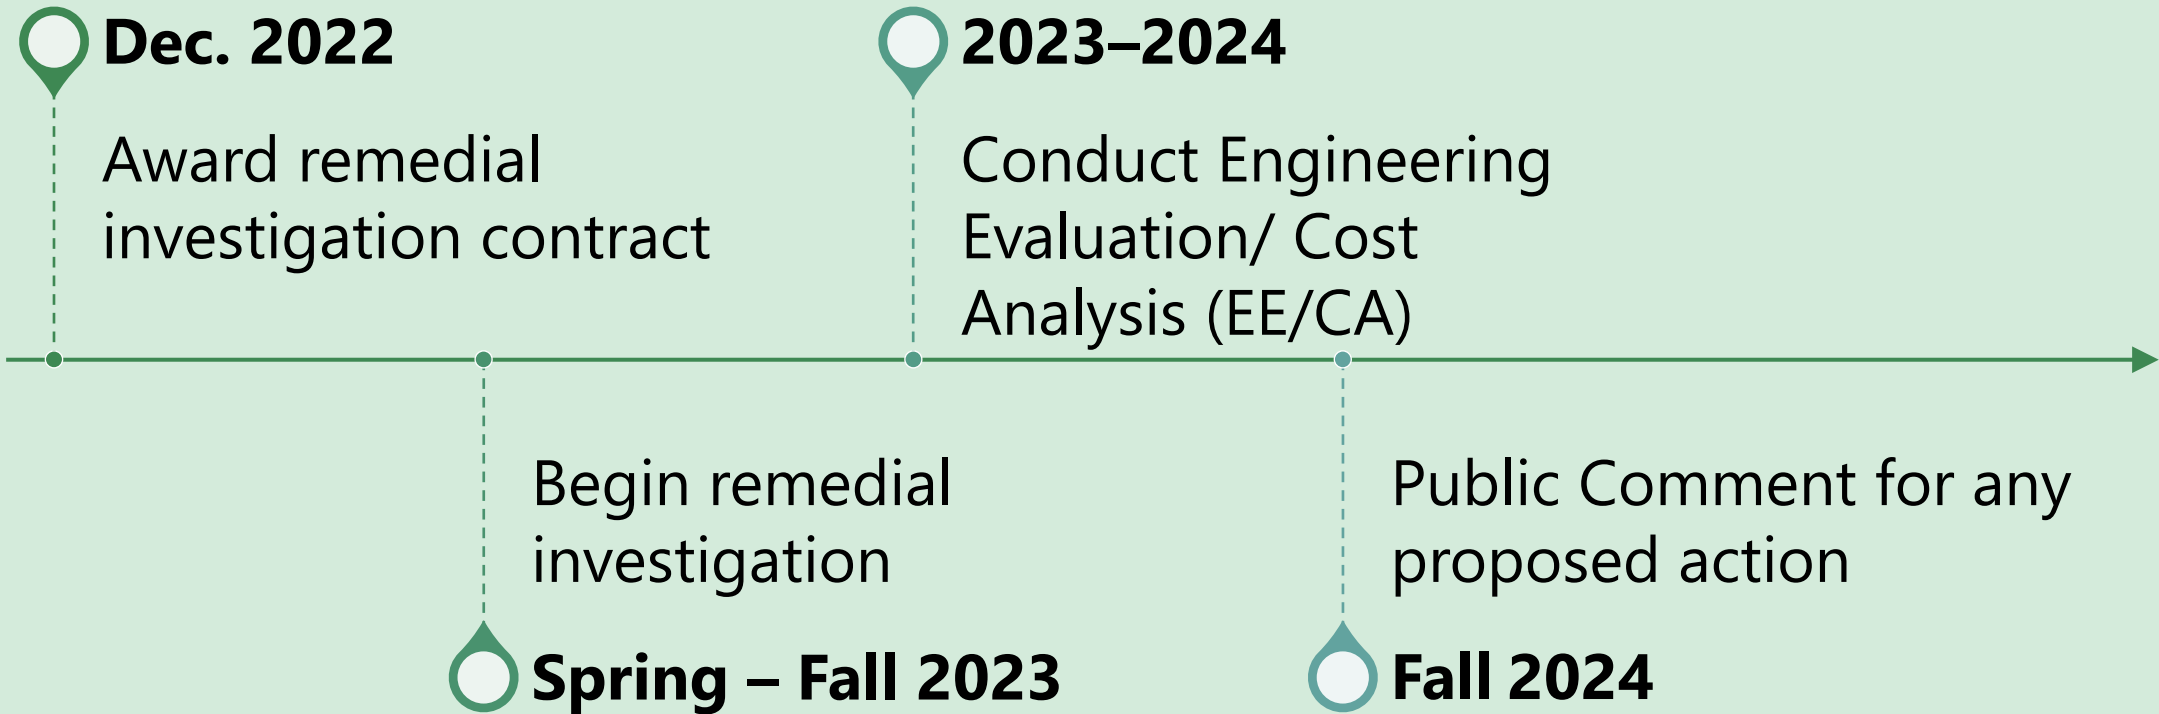 Dec. 2022
Award remedial
investigation contract
Begin remedial
investigation
Spring – Fall 2023
2023–2024
Conduct Engineering
Evaluation/ Cost
Analysis (EE/CA)
Public Comment for any
proposed action
Fall 2024